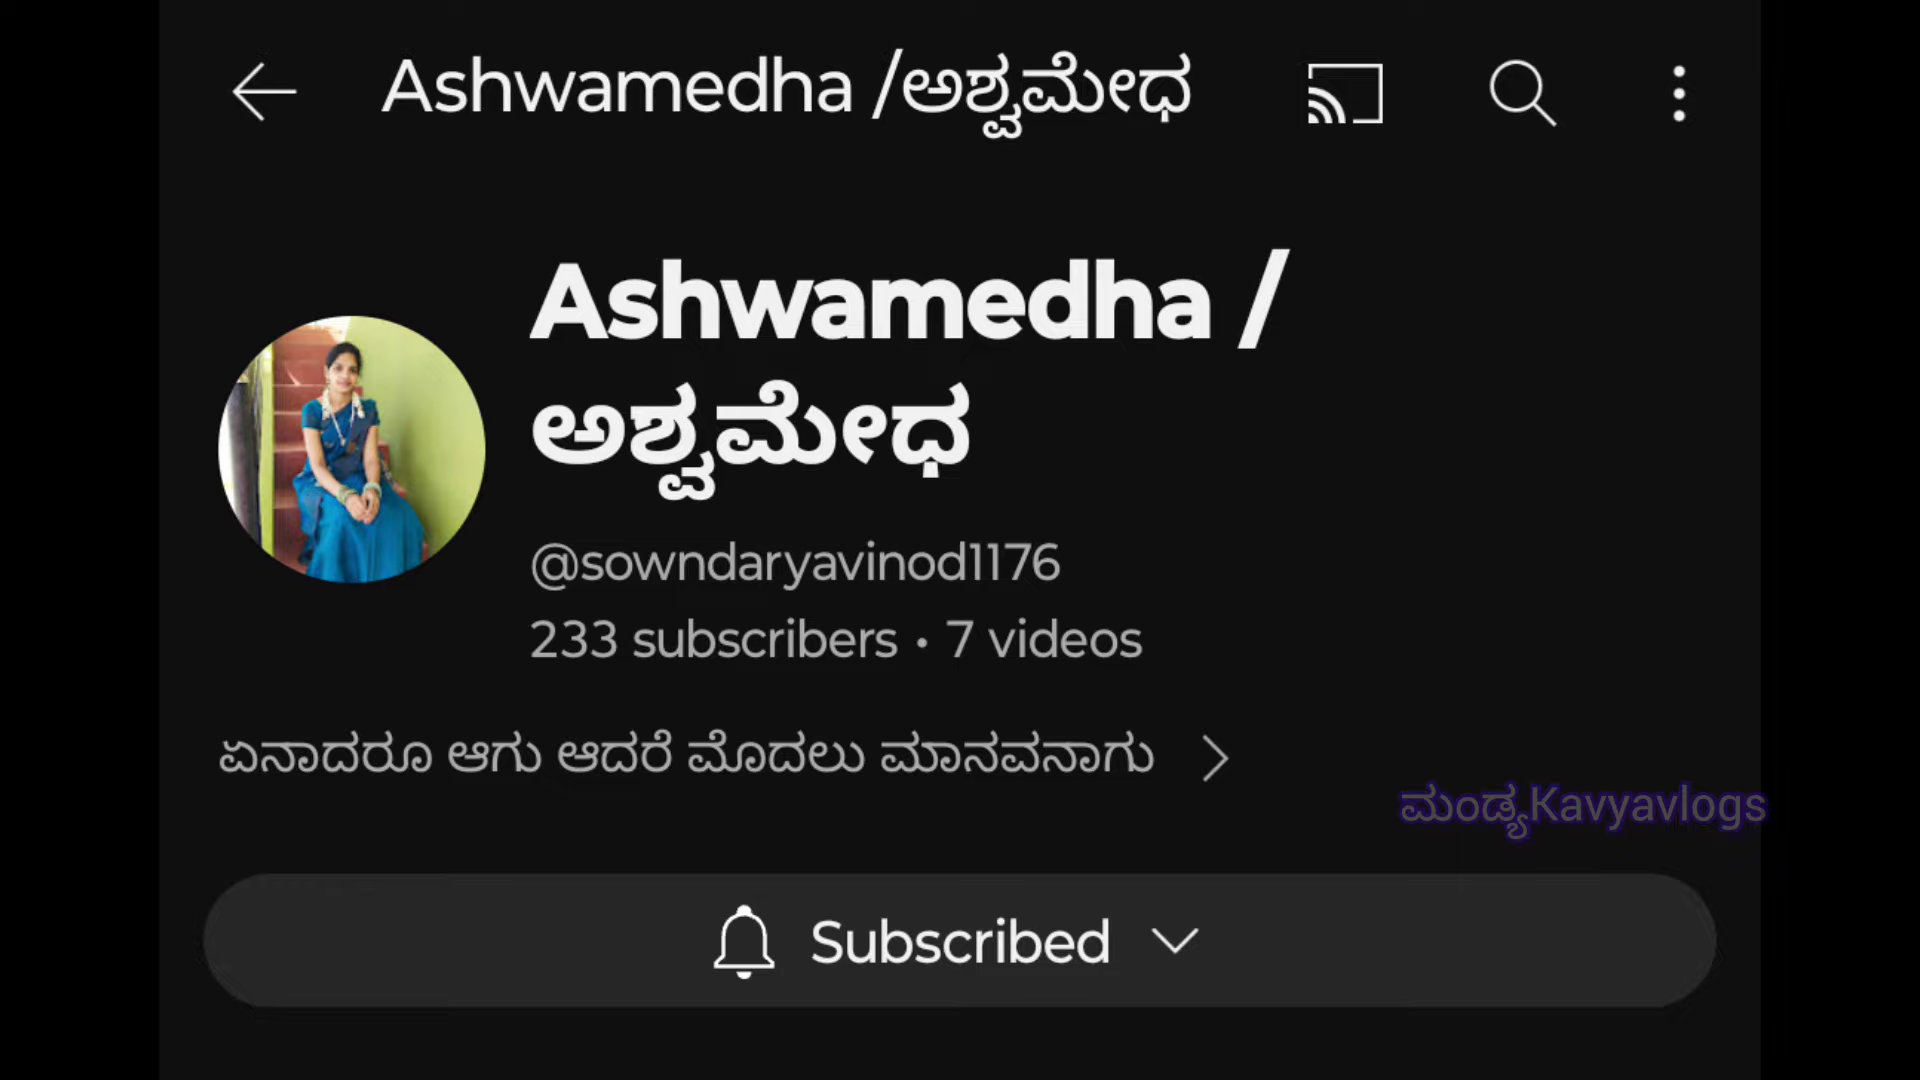 Ashwamedha /ಅಶ್ವಮೇಧ
Ashwamedha /
ಅಶ್ವಮೇಧ
@sowndaryavinod1176
233 subscribers • 7 videos
ಏನಾದರೂ ಆಗು ಆದರೆ ಮೊದಲು ಮಾನವನಾಗು
ಮಂಡ್ಯKavyavlogs
Subscribed